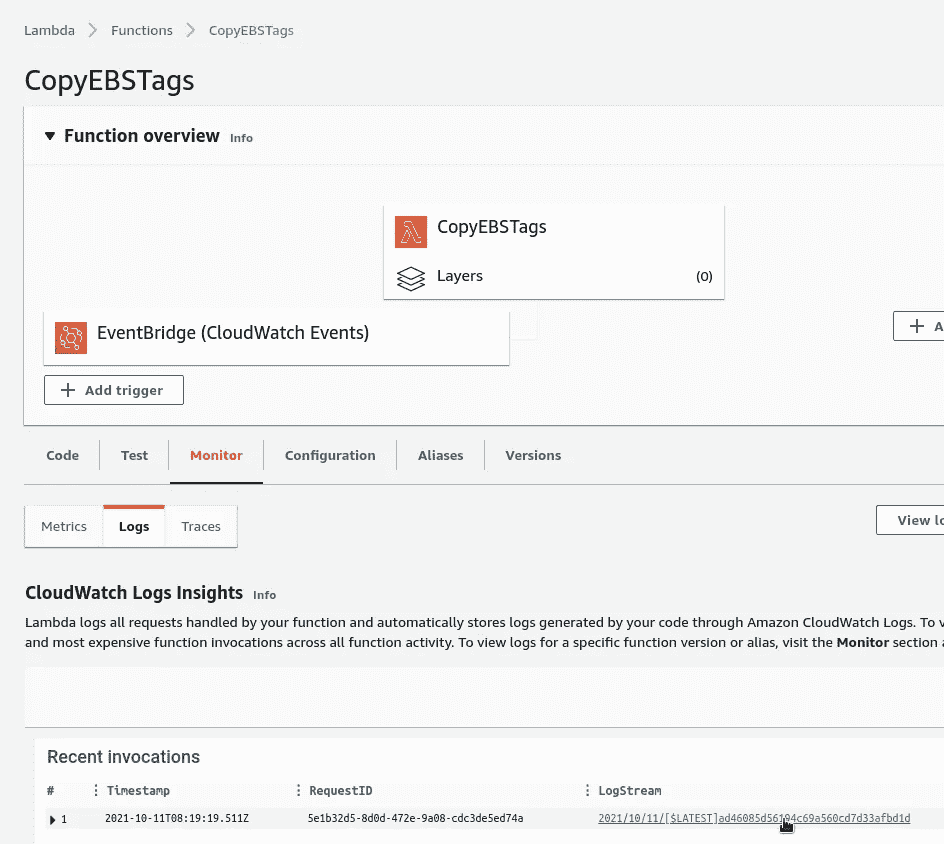 Lambda Functions CopyEBSTags
CopyEBSTags
Function overview Info
CopyEBSTags
Layers (0)
EventBridge (CloudWatch Events)
+ A
+ Add trigger
Code Test Monitor Configuration Aliases Versions
Metrics Logs Traces
View lo
CloudWatch Logs Insights Info
Lambda logs all requests handled by your function and automatically stores logs generated by your code through Amazon CloudWatch Logs. To v
and most expensive function invocations across all function activity. To view logs for a specific function version or alias, visit the Monitor section a
Recent invocations
# Timestamp RequestID LogStream
1 2021-10-11T08:19:19.511Z 5e1b32d5-8d0d-472e-9a08-cdc3de5ed74a 2021/10/11/[$LATEST]ad46085d56194c69a560cd7d33afbd1d